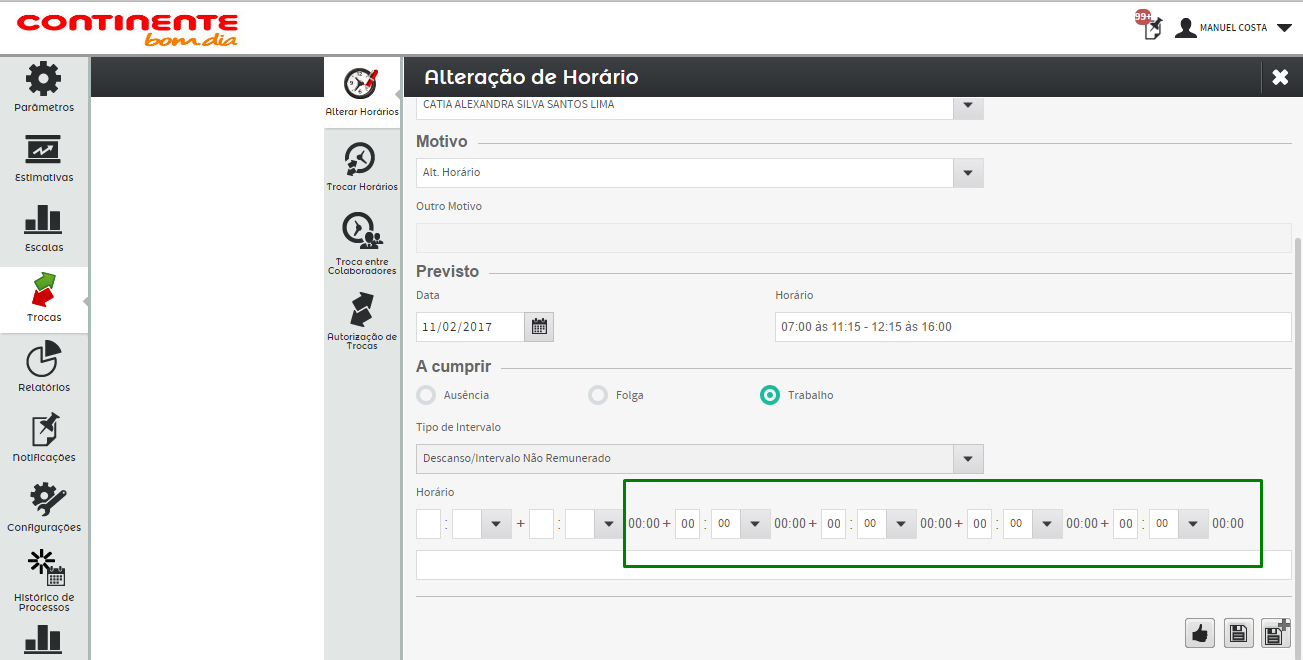 CONTINENTE
bom dia
99+
MANUEL COSTA
Parâmetros
Estimativas
Escalas
Trocas
Relatórios
Notificações
Configurações
Histórico de
Processos
Alterar Horários
Trocar Horários
Troca entre
Colaboradores
Autorização de
Trocas
Alteração de Horário
CATIA ALEXANDRA SILVA SANTOS LIMA
Motivo
Alt. Horário
Outro Motivo
Previsto
Data Horário
11/02/2017 07:00 às 11:15 - 12:15 às 16:00
A cumprir
Ausência Folga Trabalho
Tipo de Intervalo
Descanso/Intervalo Não Remunerado
Horário
: + : 00:00 + 00 : 00 00:00 + 00 : 00 00:00 + 00 : 00 00:00 + 00 : 00 00:00